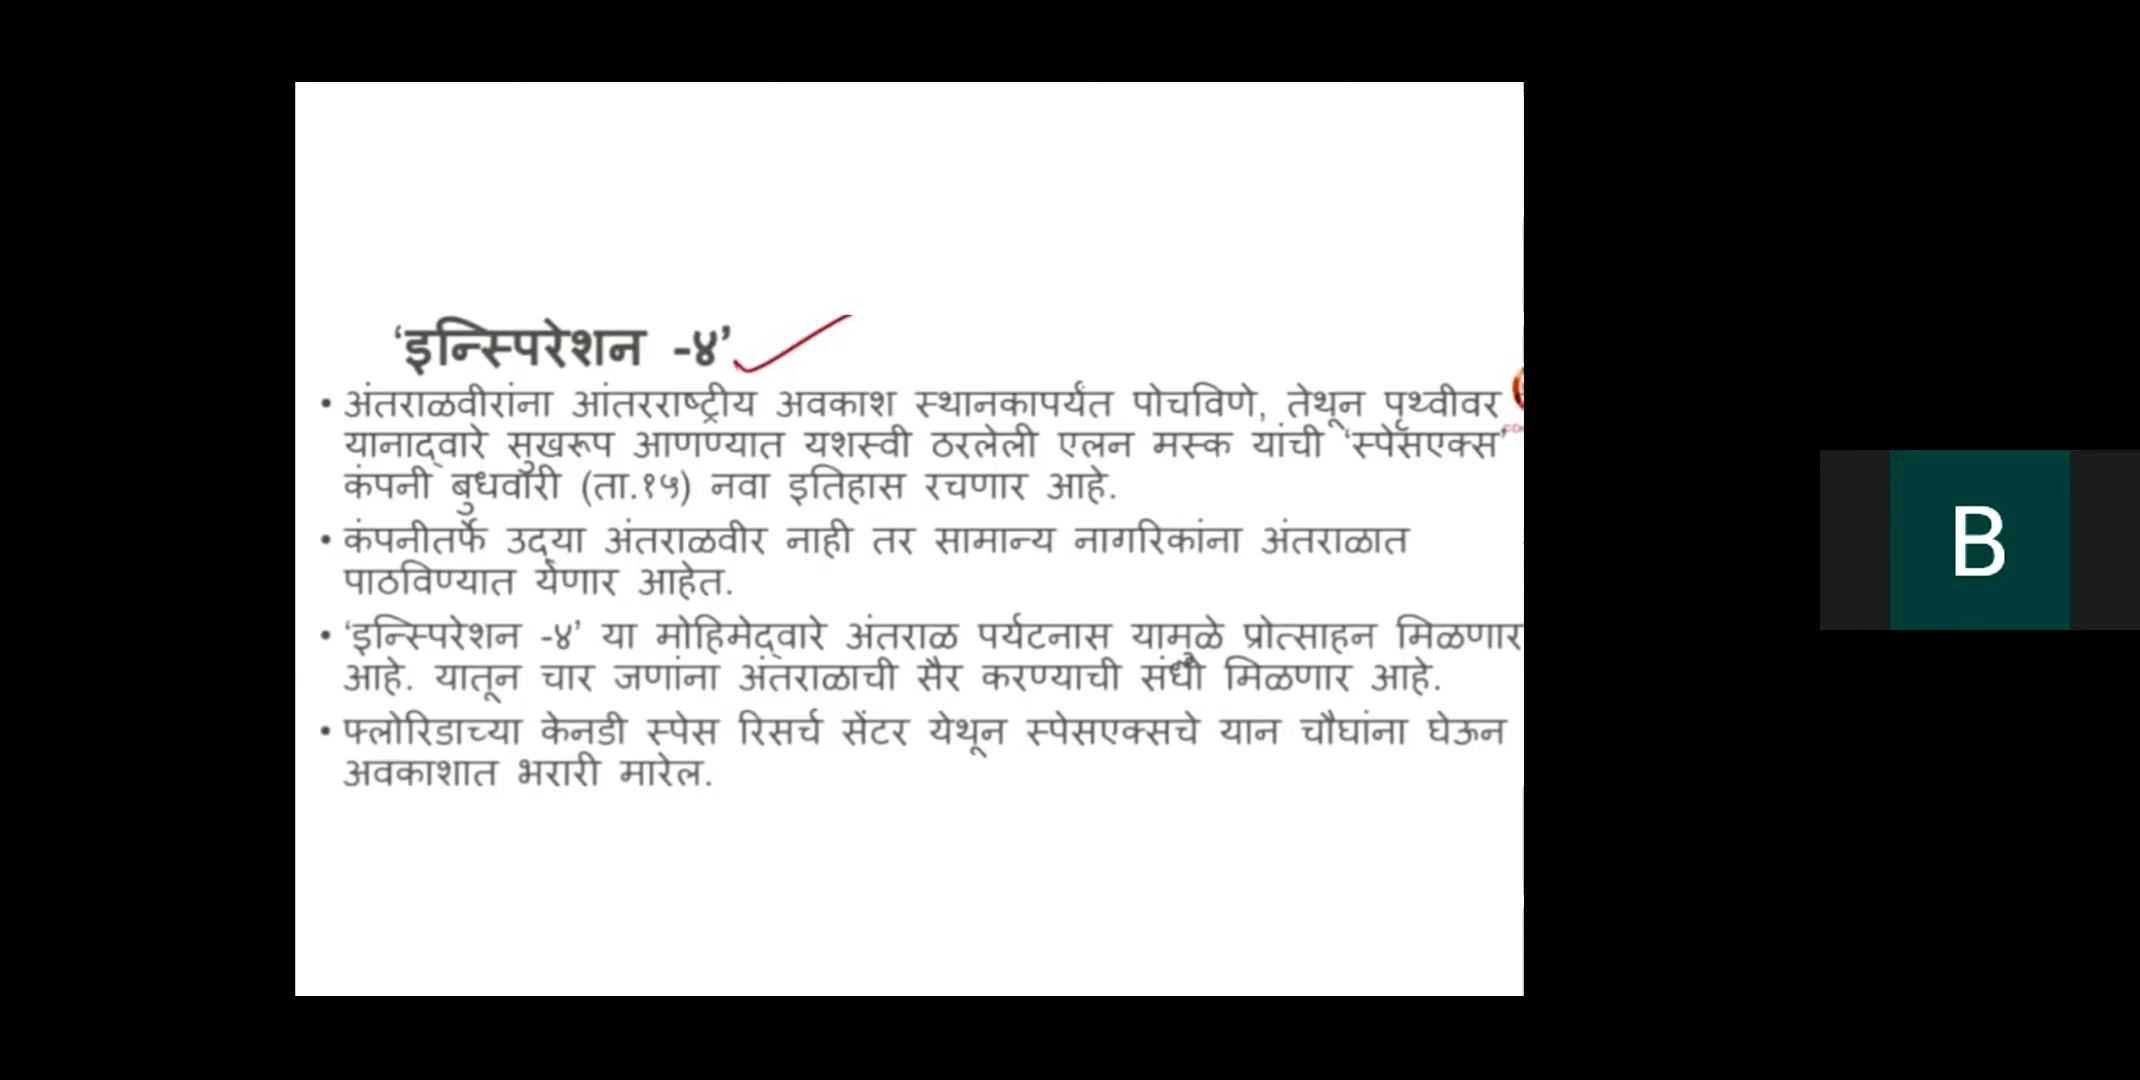 ‘इन्स्पिरेशन -४’
• अंतराळवीरांना आंतरराष्ट्रीय अवकाश स्थानकापर्यंत पोचविणे, तेथून पृथ्वीवर
यानाद्वारे सुखरूप आणण्यात यशस्वी ठरलेली एलन मस्क यांची ‘स्पेसएक्स’
कंपनी बुधवारी (ता.१५) नवा इतिहास रचणार आहे.
• कंपनीतर्फे उद्या अंतराळवीर नाही तर सामान्य नागरिकांना अंतराळात
पाठविण्यात येणार आहेत.
• ‘इन्स्पिरेशन -४’ या मोहिमेद्वारे अंतराळ पर्यटनास यामुळे प्रोत्साहन मिळणार
आहे. यातून चार जणांना अंतराळाची सैर करण्याची संधी मिळणार आहे.
• फ्लोरिडाच्या केनडी स्पेस रिसर्च सेंटर येथून स्पेसएक्सचे यान चौघांना घेऊन
अवकाशात भरारी मारेल.
B